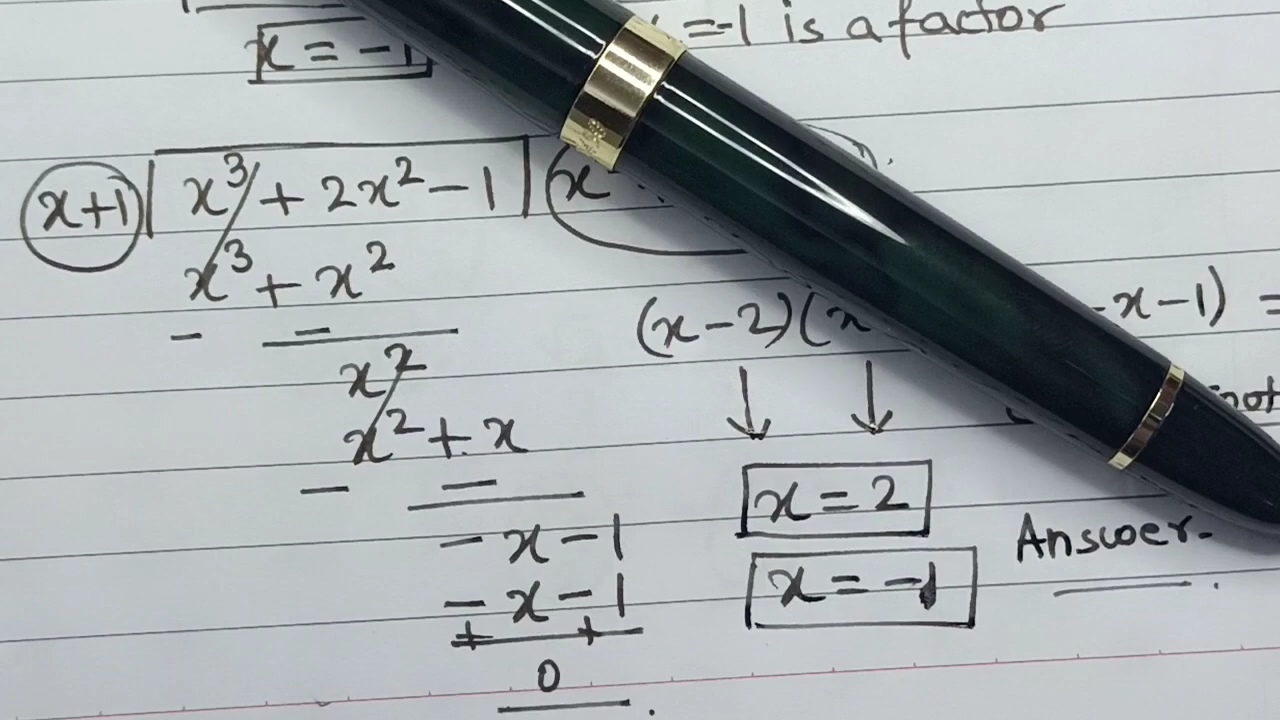 x = -1
=-1 is a factor
x+1 | x³ + 2x² - 1 | x
x³ + x²
- -
x²
x² + x
- -
- x - 1
- x - 1
+ +
0
(x-2)(x -x-1) =
↓ ↓
not
x = 2
x = -1
Answer.